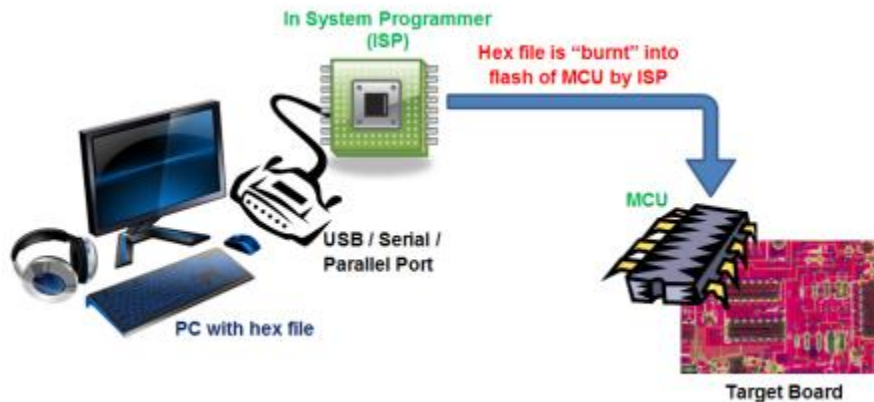 In System Programmer
(ISP)
Hex file is “burnt” into
flash of MCU by ISP
MCU
USB / Serial /
Parallel Port
PC with hex file
Target Board